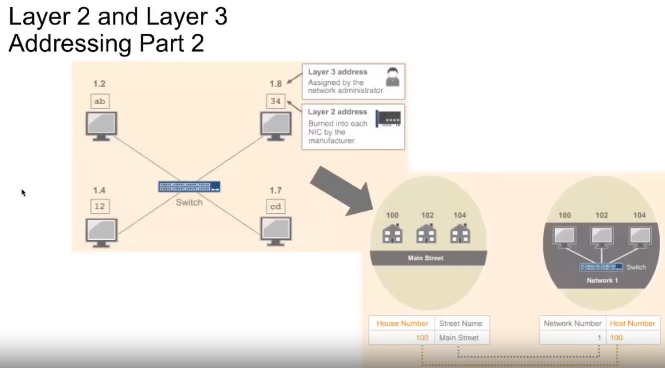 Layer 2 and Layer 3
Addressing Part 2
1.2
ab
1.8
34
Layer 3 address
Assigned by the
network administrator.
Layer 2 address
Burned into each
NIC by the
manufacturer.
1.4
12
Switch
1.7
cd
100 102 104
Main Street
100 102 104
Switch
Network 1
House Number Street Name
100 Main Street
Network Number Host Number
1 100